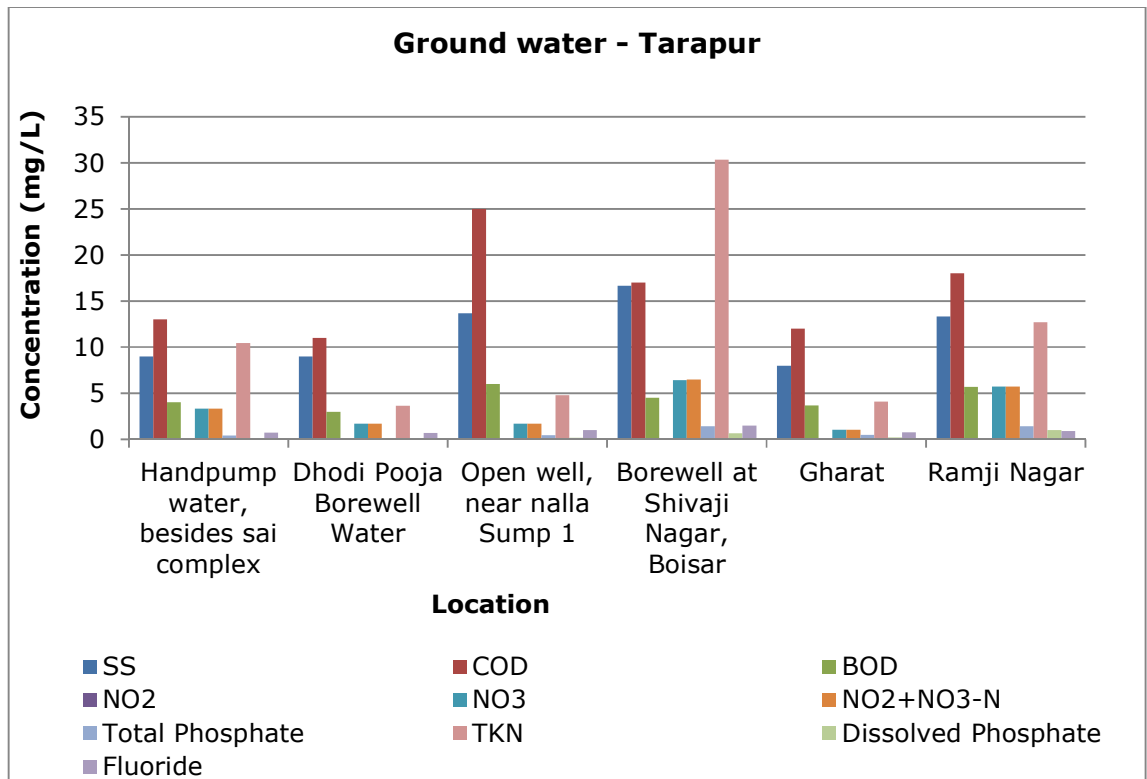 Ground water - Tarapur
Concentration (mg/L)
35
30
25
20
15
10
5
0
Handpump water, besides sai complex
Dhodi Pooja Borewell Water
Open well, near nalla Sump 1
Borewell at Shivaji Nagar, Boisar
Gharat
Ramji Nagar
Location
SS
COD
BOD
NO2
NO3
NO2+NO3-N
Total Phosphate
TKN
Dissolved Phosphate
Fluoride